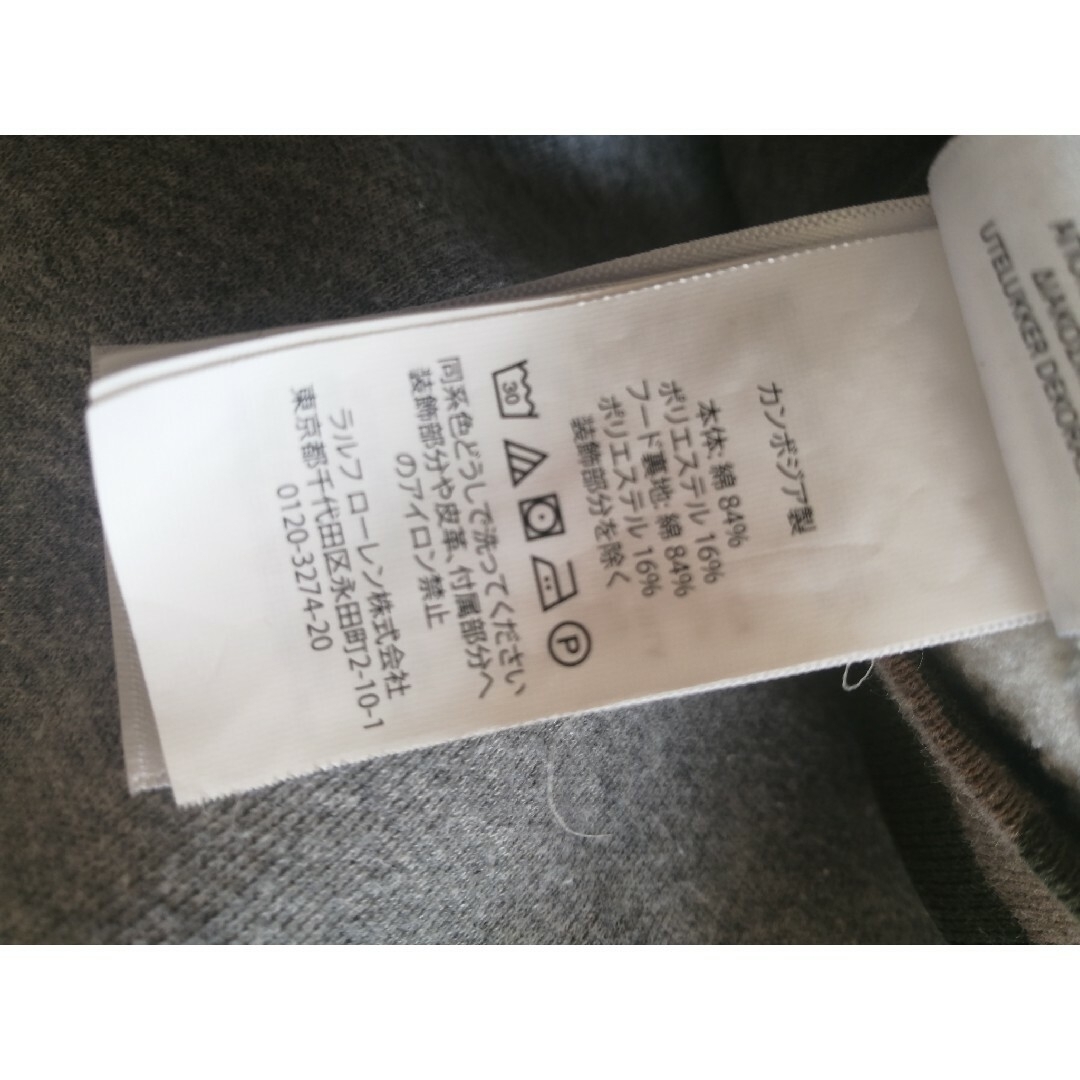 カンボジア製
本体: 綿 84%
ポリエステル 16%
フード裏地: 綿 84%
ポリエステル 16%
装飾部分を除く
30
P
同系色どうしで洗ってください
装飾部分や皮革、付属部分へ
のアイロン禁止
ラルフ ローレン株式会社
東京都千代田区永田町2-10-1
0120-3274-20
UTELUKKER